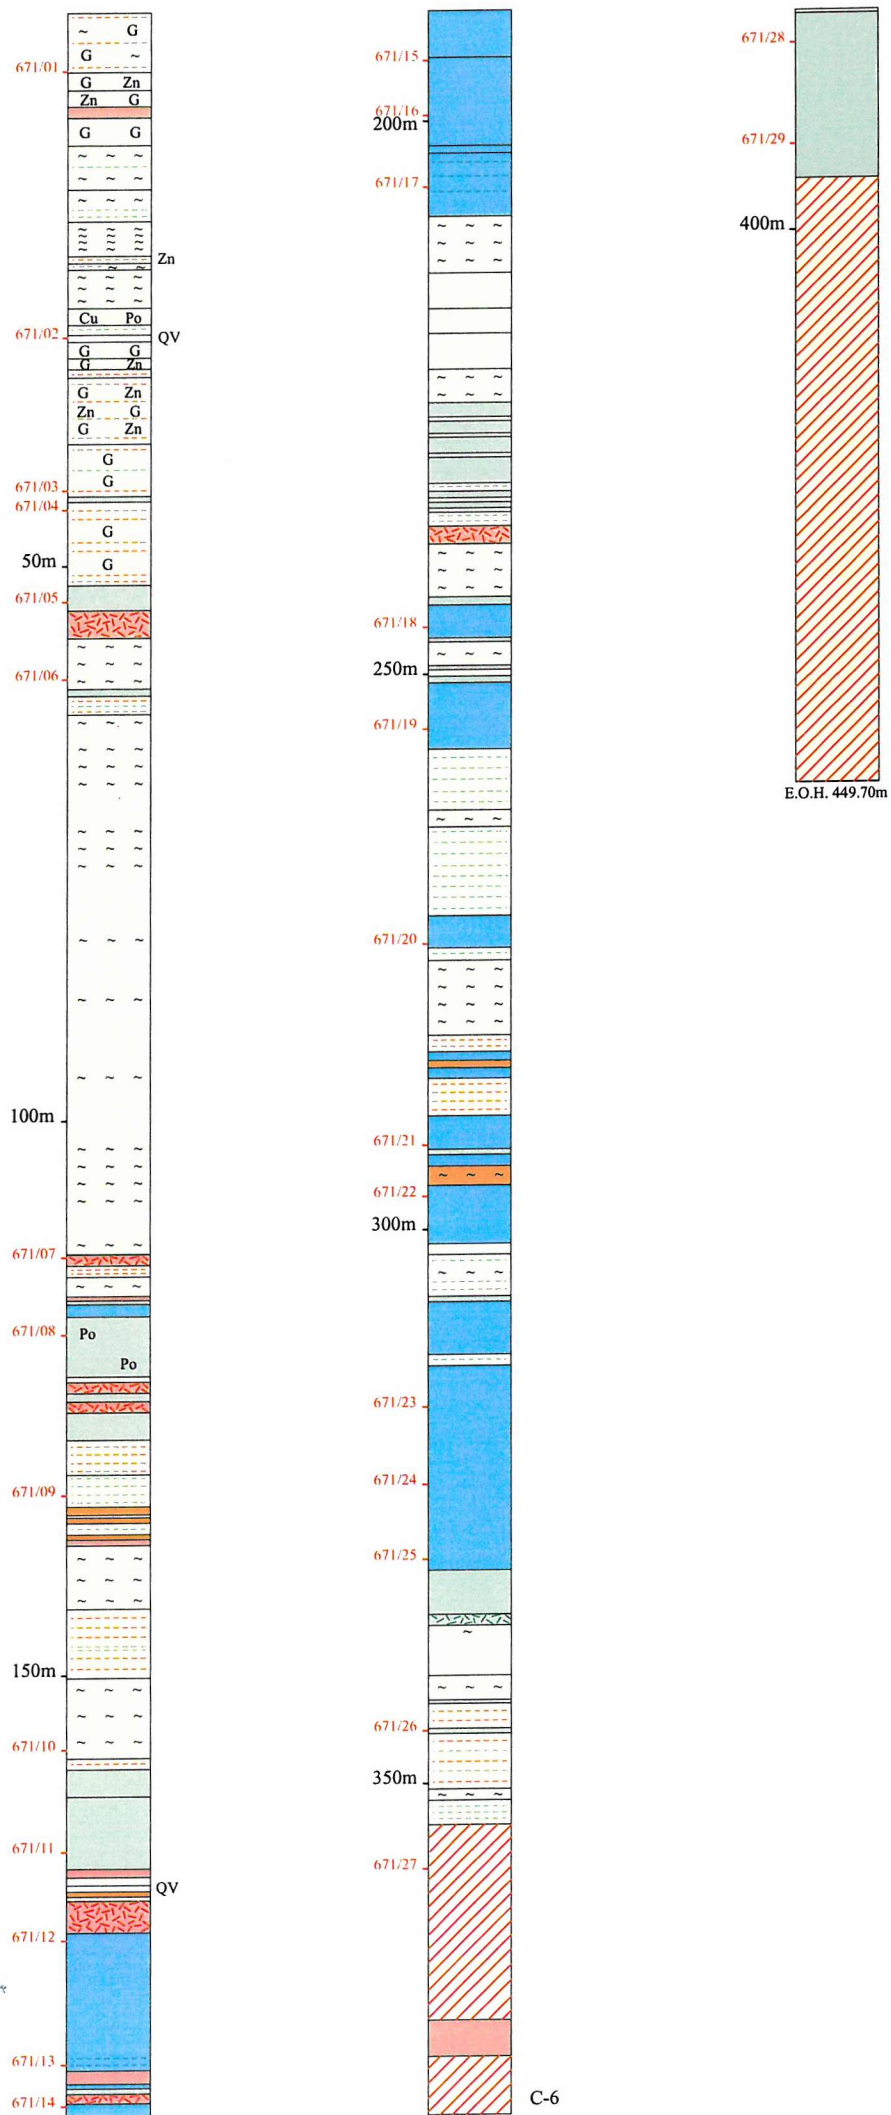 ~ G
G ~
671/01
G Zn
Zn G
G G
~ ~ ~
~ ~ ~
~ ~ ~
~ ~ ~
~ ~ ~
~ ~ ~
~ ~ ~
Zn
~ ~
~ ~ ~
~ ~ ~
~ ~ ~
Cu Po
671/02
QV
G G
G Zn
G Zn
Zn G
G Zn
G
G
671/03
671/04
G
50m
G
671/05
~ ~ ~
~ ~ ~
671/06
~ ~ ~
~ ~ ~
~ ~ ~
~ ~ ~
~ ~ ~
~ ~ ~
~ ~ ~
~ ~ ~
~ ~ ~
~ ~ ~
~ ~ ~
100m
~ ~ ~
~ ~ ~
~ ~ ~
~ ~ ~
~ ~ ~
671/07
~ ~ ~
671/08
Po
Po
671/09
~ ~ ~
~ ~ ~
~ ~ ~
150m
~ ~ ~
~ ~ ~
~ ~ ~
671/10
671/11
QV
671/12
671/13
671/14
671/15
671/16
200m
671/17
~ ~ ~
~ ~ ~
~ ~ ~
~ ~ ~
~ ~ ~
~ ~ ~
~ ~ ~
~ ~ ~
671/18
~ ~ ~
250m
671/19
~ ~ ~
671/20
~ ~ ~
~ ~ ~
~ ~ ~
~ ~ ~
671/21
~ ~ ~
671/22
300m
~ ~ ~
671/23
671/24
671/25
~
~ ~ ~
671/26
350m
~ ~ ~
671/27
C-6
671/28
671/29
400m
E.O.H. 449.70m